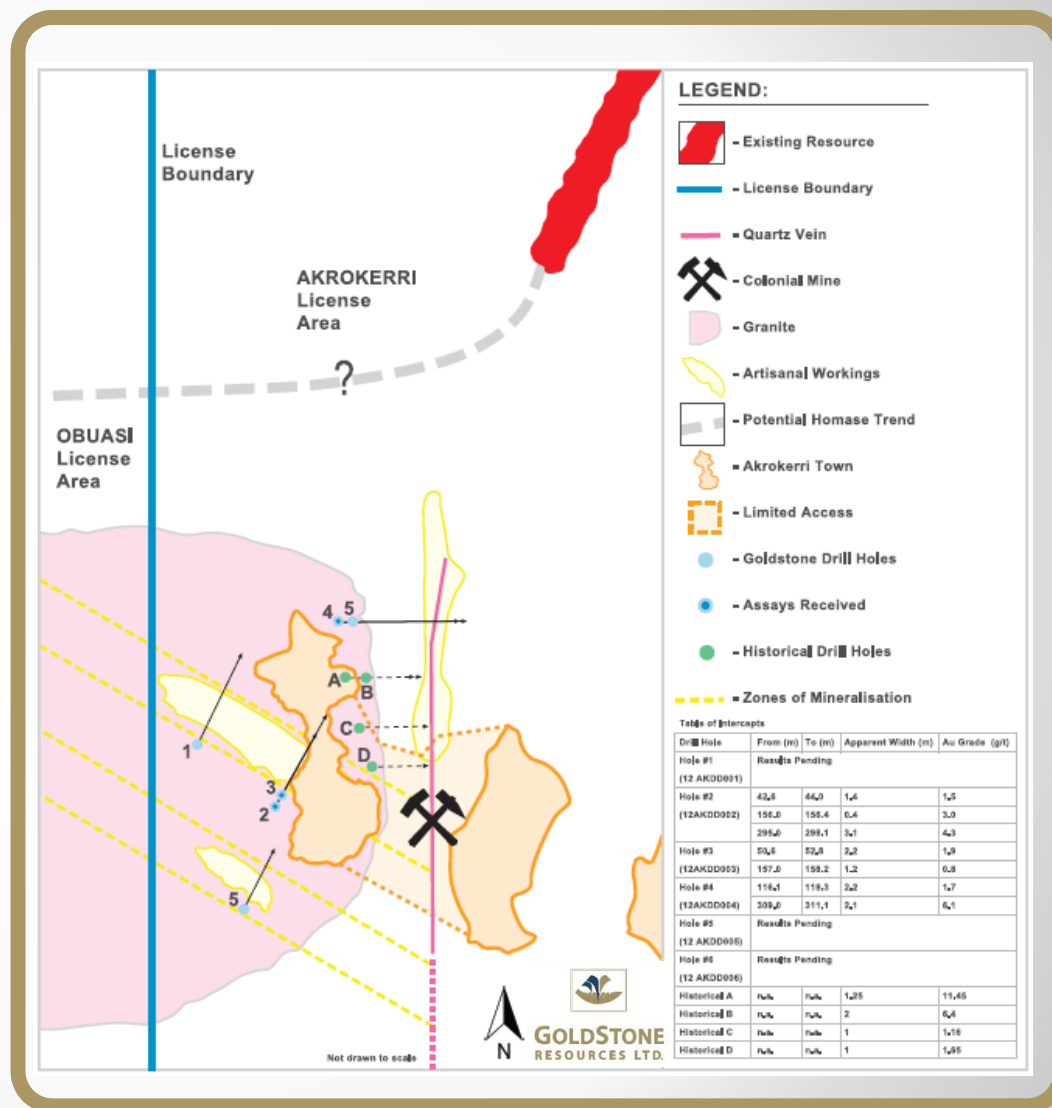 License
Boundary
AKROKERRI
License
Area
?
OBUASI
License
Area
4 5
A B
C
D
1
3
2
5
Not drawn to scale
N
GOLDSTONE
RESOURCES LTD.
LEGEND:
- Existing Resource
- License Boundary
- Quartz Vein
- Colonial Mine
- Granite
- Artisanal Workings
- Potential Homase Trend
- Akrokerri Town
- Limited Access
- Goldstone Drill Holes
- Assays Received
- Historical Drill Holes
- Zones of Mineralisation
Table of Intercepts
Drill Hole From (m) To (m) Apparent Width (m) Au Grade (g/t)
Hole #1 Results Pending
(12 AKDD001)
Hole #2 42.6 44.0 1.4 1.5
(12AKDD002) 156.0 156.4 0.4 3.0
295.0 298.1 3.1 4.3
Hole #3 50.6 52.8 2.2 1.9
(12AKDD003) 157.0 158.2 1.2 0.8
Hole #4 116.1 118.3 2.2 1.7
(12AKDD004) 309.0 311.1 2.1 6.1
Hole #5 Results Pending
(12 AKDD005)
Hole #6 Results Pending
(12 AKDD006)
Historical A n.a. n.a. 1.25 11.45
Historical B n.a. n.a. 2 6.4
Historical C n.a. n.a. 1 1.16
Historical D n.a. n.a. 1 1.65